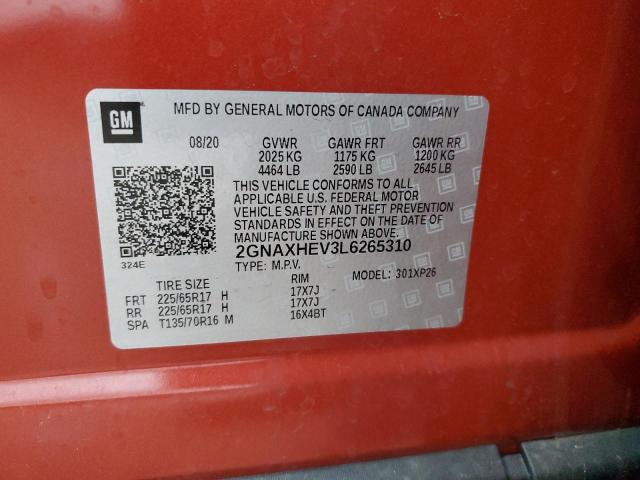 GM
MFD BY GENERAL MOTORS OF CANADA COMPANY
08/20 GVWR GAWR FRT GAWR RR
2025 KG 1175 KG 1200 KG
4464 LB 2590 LB 2645 LB
THIS VEHICLE CONFORMS TO ALL
APPLICABLE U.S. FEDERAL MOTOR
VEHICLE SAFETY AND THEFT PREVENTION
STANDARDS IN EFFECT ON THE DATE OF
MANUFACTURE SHOWN ABOVE.
2GNAXHEV3L6265310
324E
TYPE: M.P.V. MODEL: 301XP26
TIRE SIZE RIM
FRT 225/65R17 H 17X7J
RR 225/65R17 H 17X7J
SPA T135/70R16 M 16X4BT